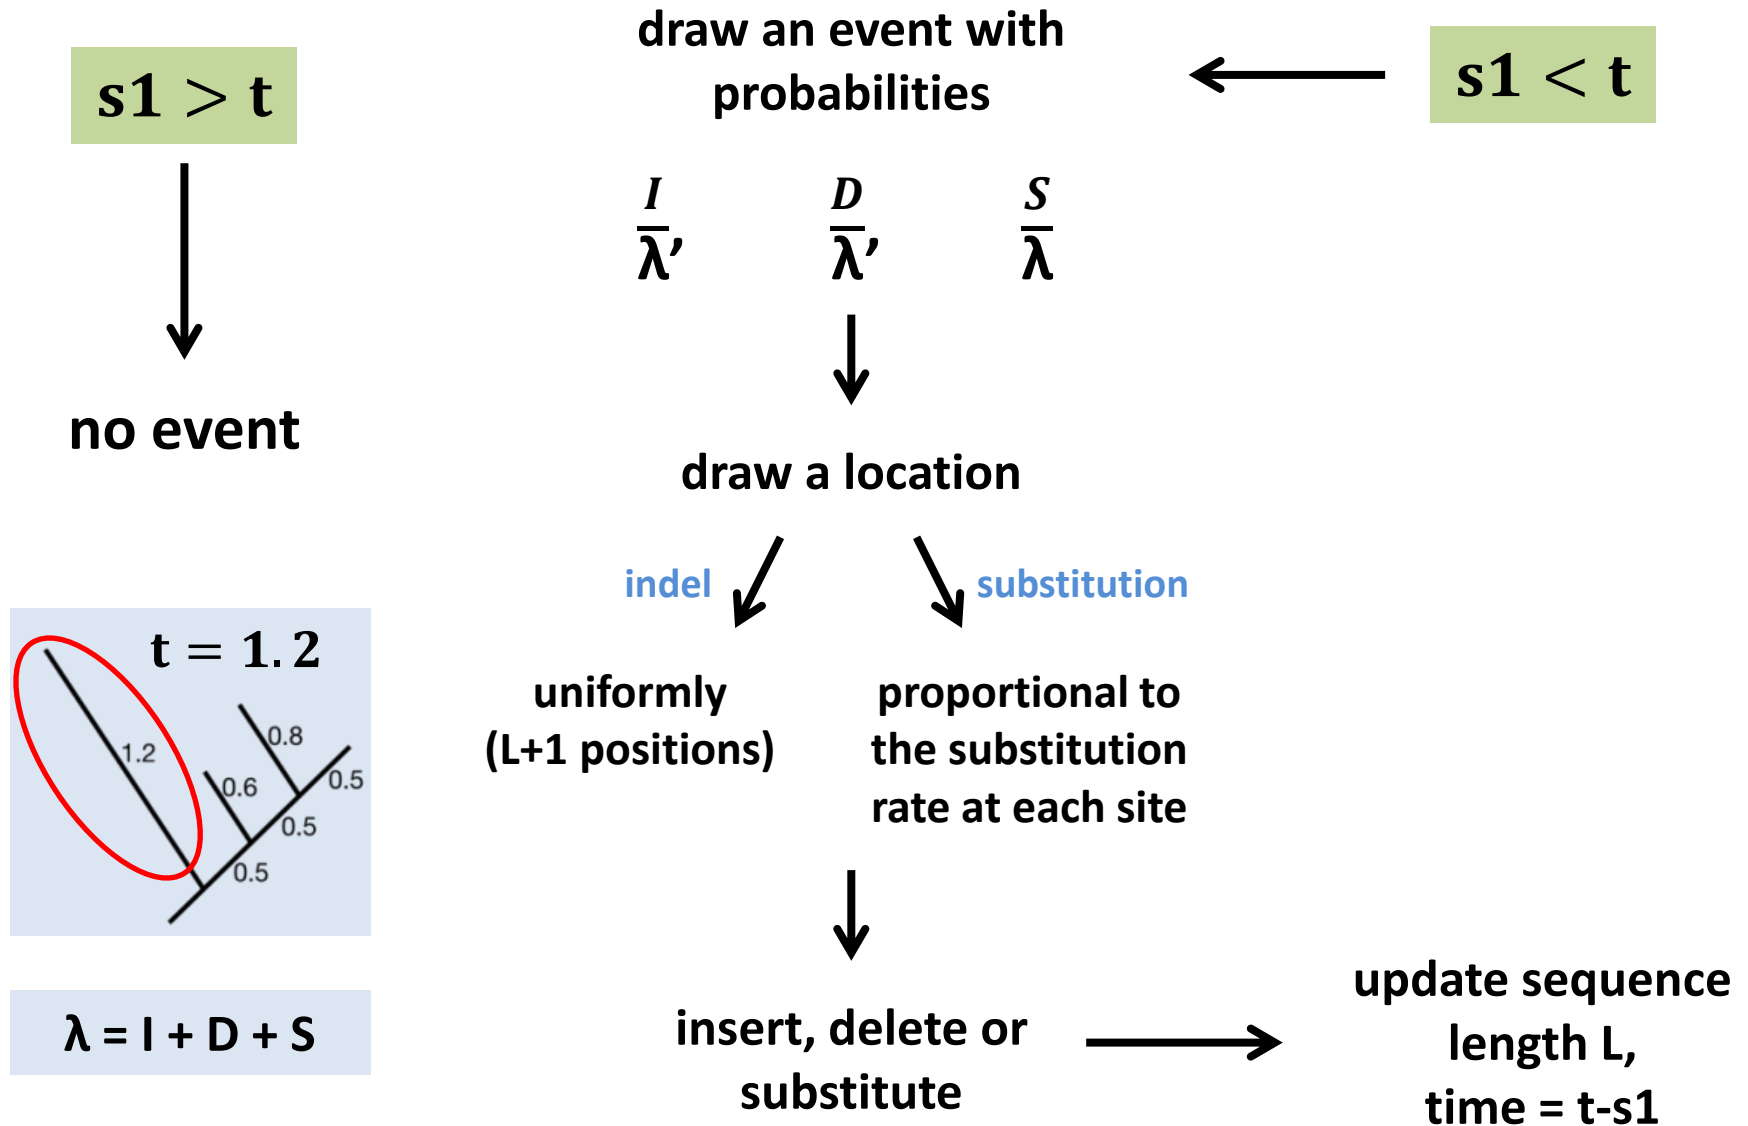 s1 > t
no event
draw an event with
probabilities
I/λ, D/λ, S/λ
s1 < t
draw a location
indel
substitution
uniformly
(L+1 positions)
proportional to
the substitution
rate at each site
insert, delete or
substitute
update sequence
length L,
time = t-s1
t = 1.2
1.2
0.8
0.6
0.5
0.5
0.5
λ = I + D + S